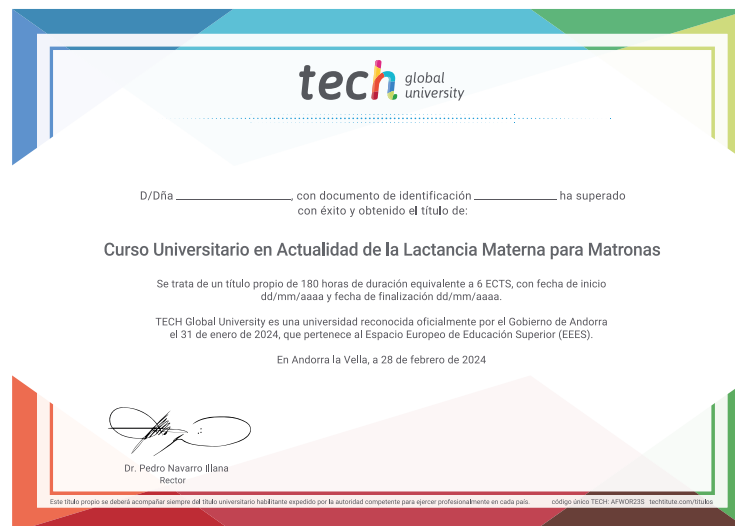 tech global university
D/Dña ____________, con documento de identificación ____________ ha superado
con éxito y obtenido el título de:
Curso Universitario en Actualidad de la Lactancia Materna para Matronas
Se trata de un título propio de 180 horas de duración equivalente a 6 ECTS, con fecha de inicio
dd/mm/aaaa y fecha de finalización dd/mm/aaaa.
TECH Global University es una universidad reconocida oficialmente por el Gobierno de Andorra
el 31 de enero de 2024, que pertenece al Espacio Europeo de Educación Superior (EEES).
En Andorra la Vella, a 28 de febrero de 2024
Dr. Pedro Navarro Illana
Rector
Este título propio se deberá acompañar siempre del título universitario habilitante expedido por la autoridad competente para ejercer profesionalmente en cada país. código único TECH: AFWOR23S techtitute.com/titulos